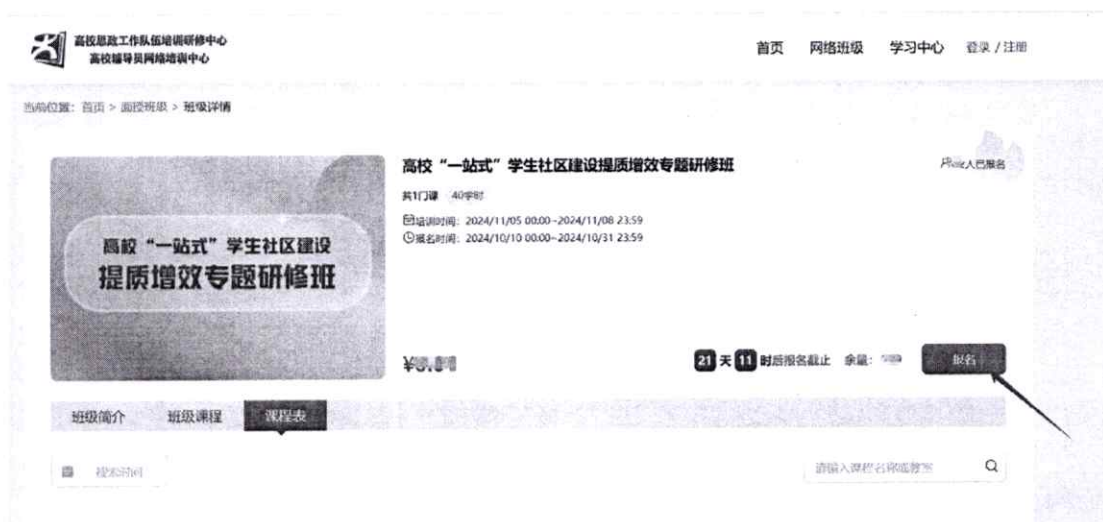 高校思政工作队伍培训研修中心
高校辅导员网络培训中心
首页 网络班级 学习中心 登录 / 注册
当前位置: 首页 > 面授班级 > 班级详情
高校“一站式”学生社区建设提质增效专题研修班
人已报名
共1门课 40学时
培训时间: 2024/11/05 00:00~2024/11/08 23:59
报名时间: 2024/10/10 00:00~2024/10/31 23:59
高校“一站式”学生社区建设
提质增效专题研修班
¥
21 天 11 时后报名截止 余量:
报名
班级简介 班级课程 课程表
搜索时间
请输入课程名称或教室